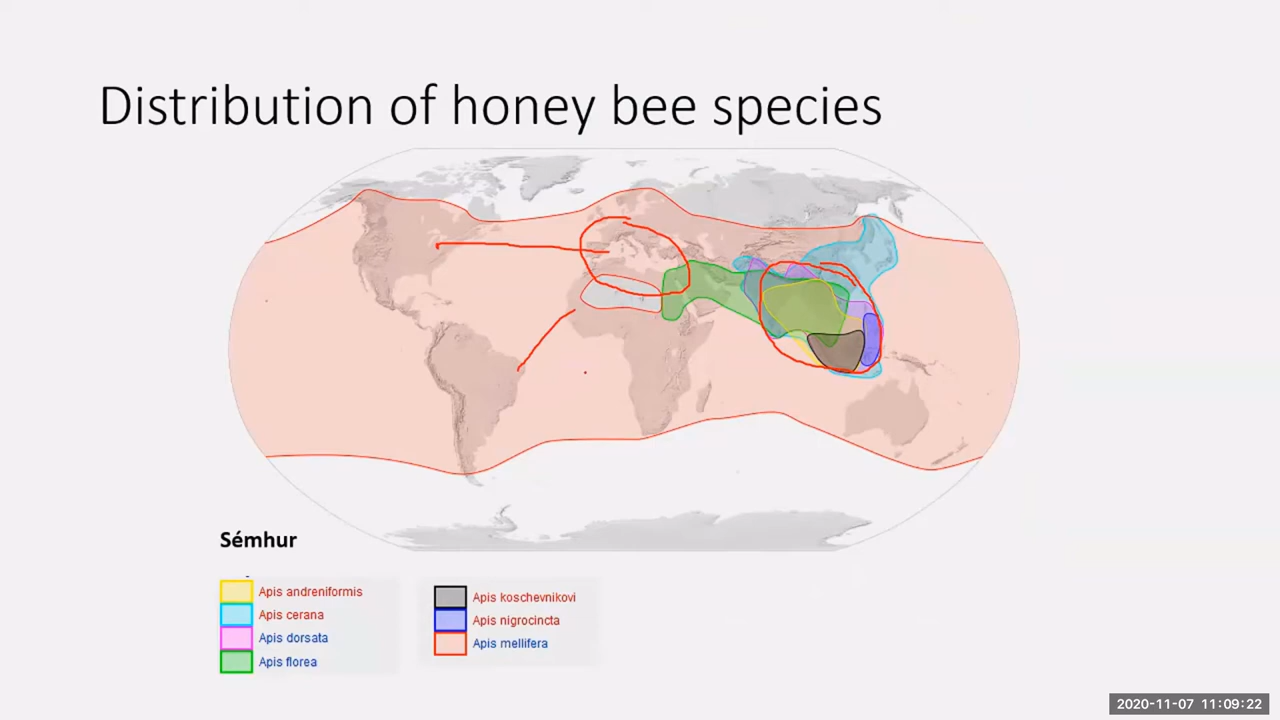 Distribution of honey bee species
Sémhur
Apis andreniformis
Apis cerana
Apis dorsata
Apis florea
Apis koschevnikovi
Apis nigrocincta
Apis mellifera
2020-11-07 11:09:22